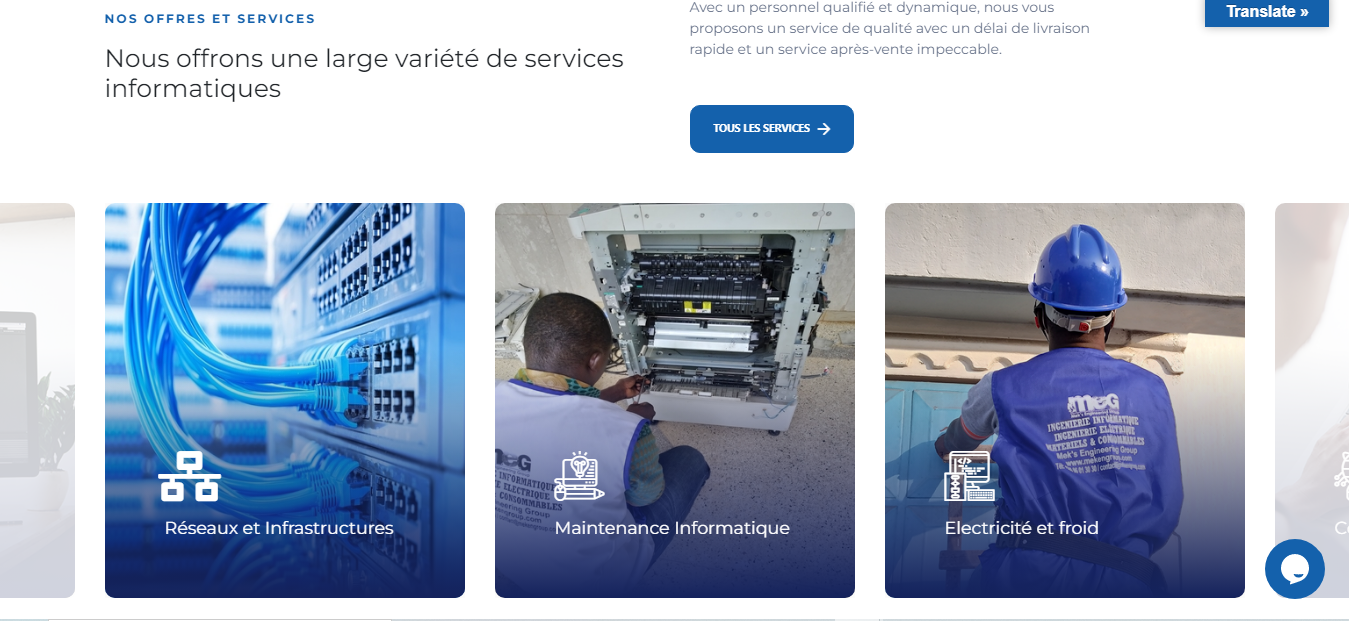 NOS OFFRES ET SERVICES
Nous offrons une large variété de services
informatiques
Avec un personnel qualifié et dynamique, nous vous
proposons un service de qualité avec un délai de livraison
rapide et un service après-vente impeccable.
Translate »
TOUS LES SERVICES
Réseaux et Infrastructures
Maintenance Informatique
Electricité et froid
meG
INGENIERIE INFORMATIQUE
INGENIERIE ELECTRIQUE
MATERIELS & CONSOMMABLES
Mek's Engineering Group